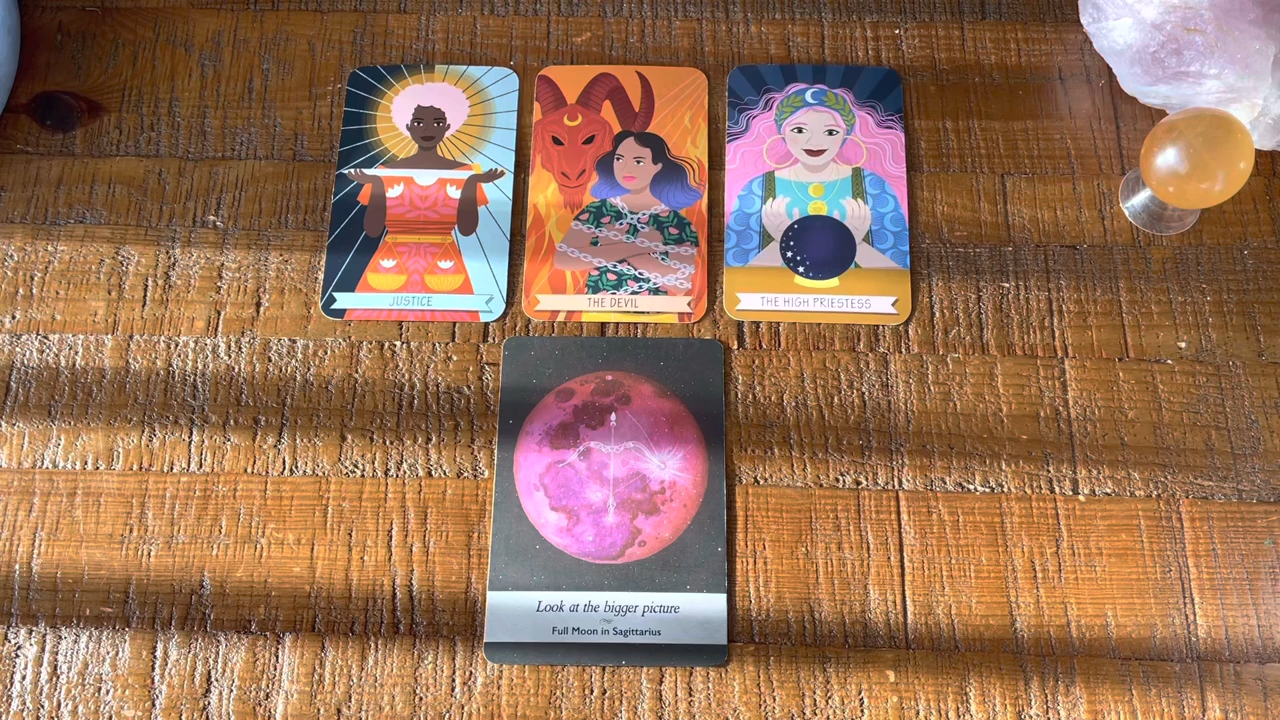 JUSTICE
THE DEVIL
THE HIGH PRIESTESS
Look at the bigger picture
Full Moon in Sagittarius